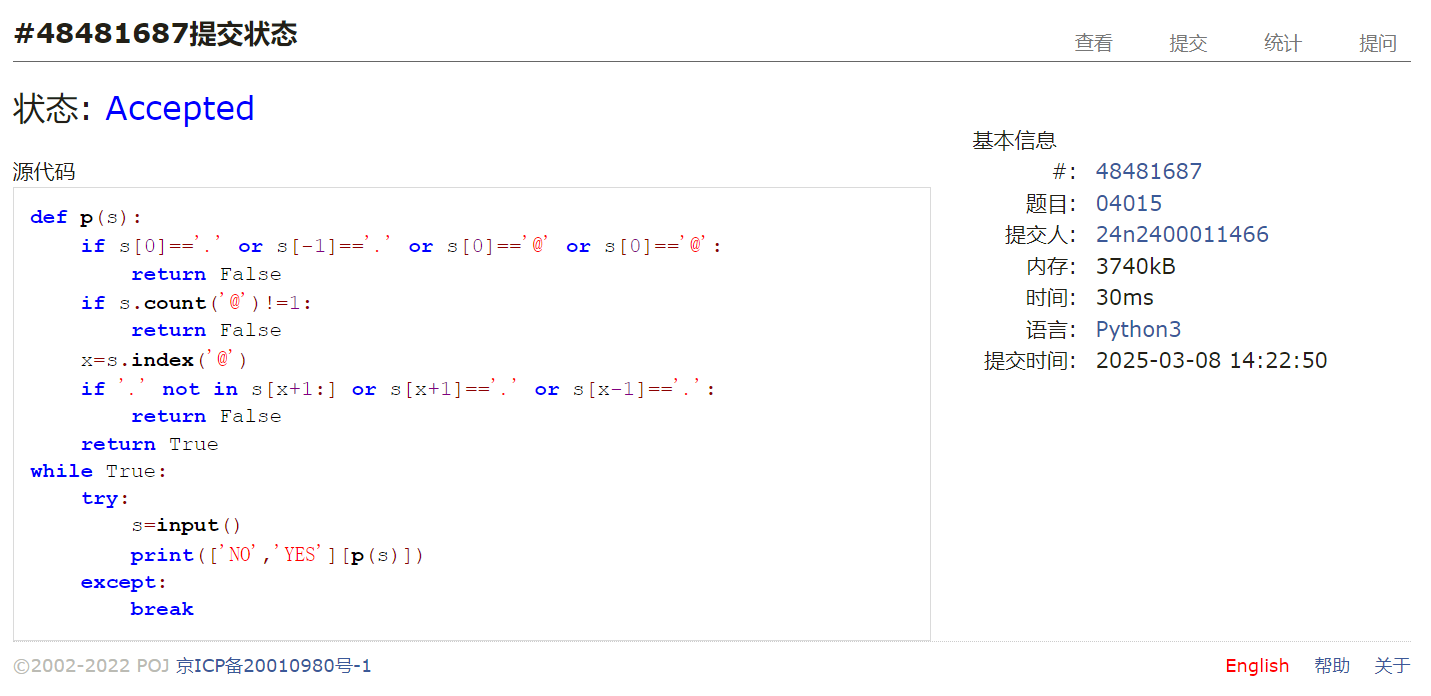 #48481687提交状态
查看 提交 统计 提问
状态: Accepted
源代码
def p(s):
    if s[0]=='.' or s[-1]=='.' or s[0]=='@' or s[0]=='@':
        return False
    if s.count('@')!=1:
        return False
    x=s.index('@')
    if '.' not in s[x+1:] or s[x+1]=='.' or s[x-1]=='.':
        return False
    return True
while True:
    try:
        s=input()
        print(['NO','YES'][p(s)])
    except:
        break
基本信息
#: 48481687
题目: 04015
提交人: 24n2400011466
内存: 3740kB
时间: 30ms
语言: Python3
提交时间: 2025-03-08 14:22:50
©2002-2022 POJ 京ICP备20010980号-1
English 帮助 关于